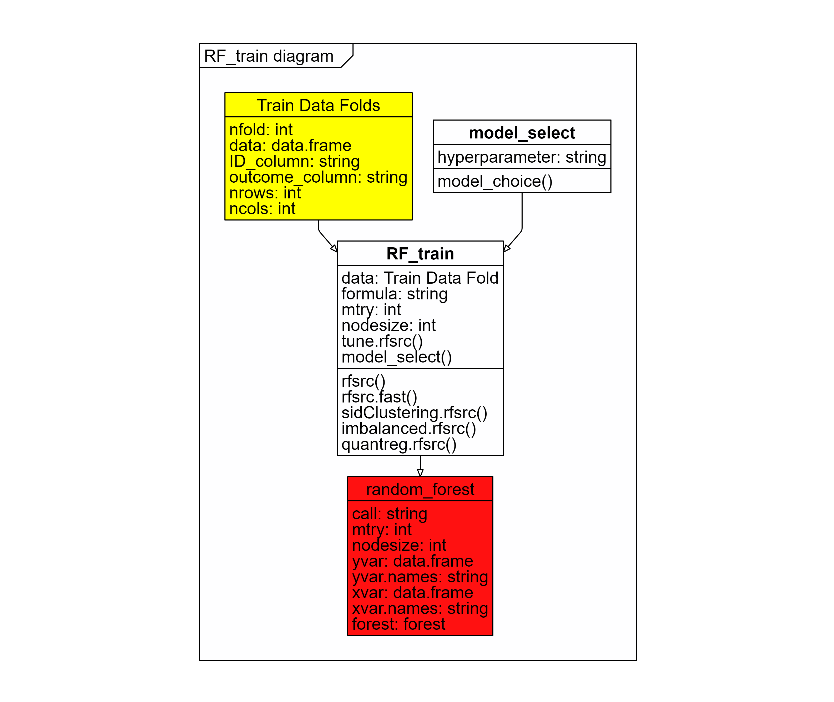 RF_train diagram
Train Data Folds
nfold: int
data: data.frame
ID_column: string
outcome_column: string
nrows: int
ncols: int
model_select
hyperparameter: string
model_choice()
RF_train
data: Train Data Fold
formula: string
mtry: int
nodesize: int
tune.rfsrc()
model_select()
rfsrc()
rfsrc.fast()
sidClustering.rfsrc()
imbalanced.rfsrc()
quantreg.rfsrc()
random_forest
call: string
mtry: int
nodesize: int
yvar: data.frame
yvar.names: string
xvar: data.frame
xvar.names: string
forest: forest